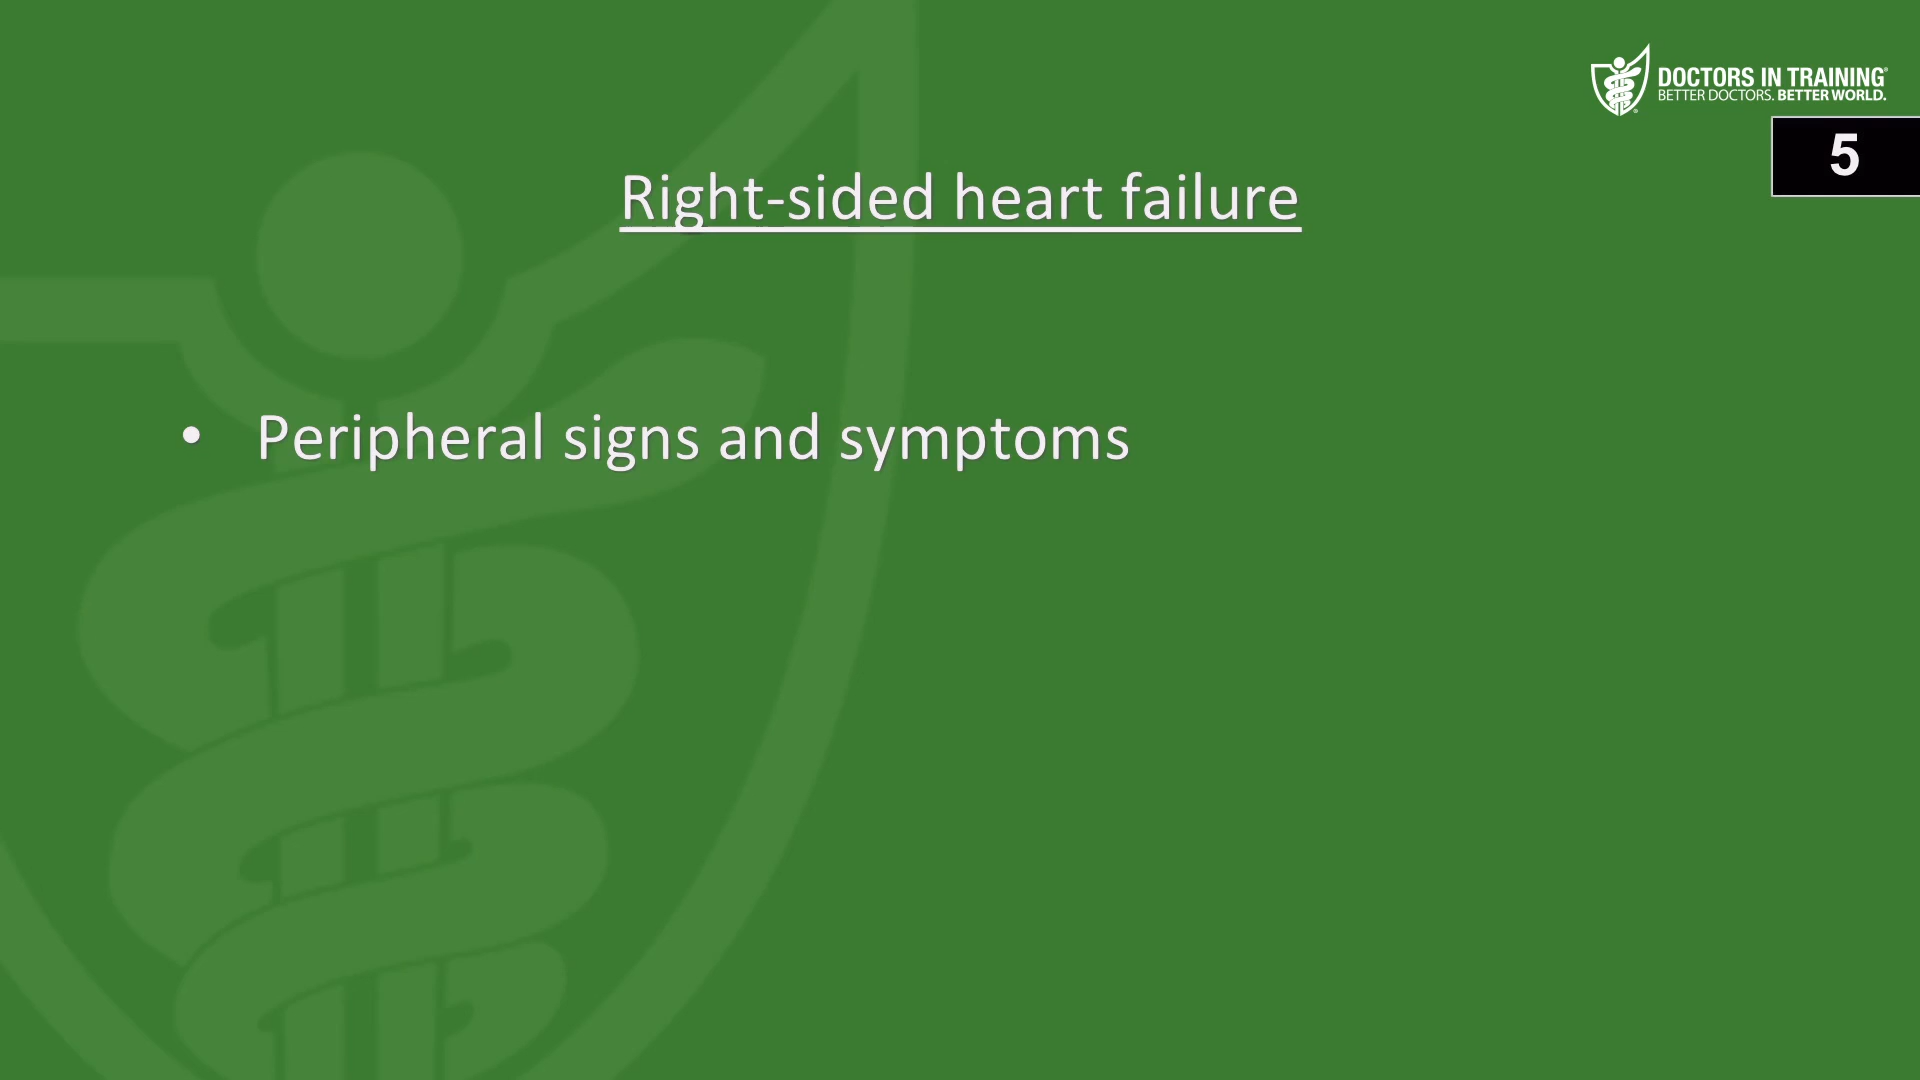 DOCTORS IN TRAINING®
BETTER DOCTORS. BETTER WORLD.
5
Right-sided heart failure
• Peripheral signs and symptoms